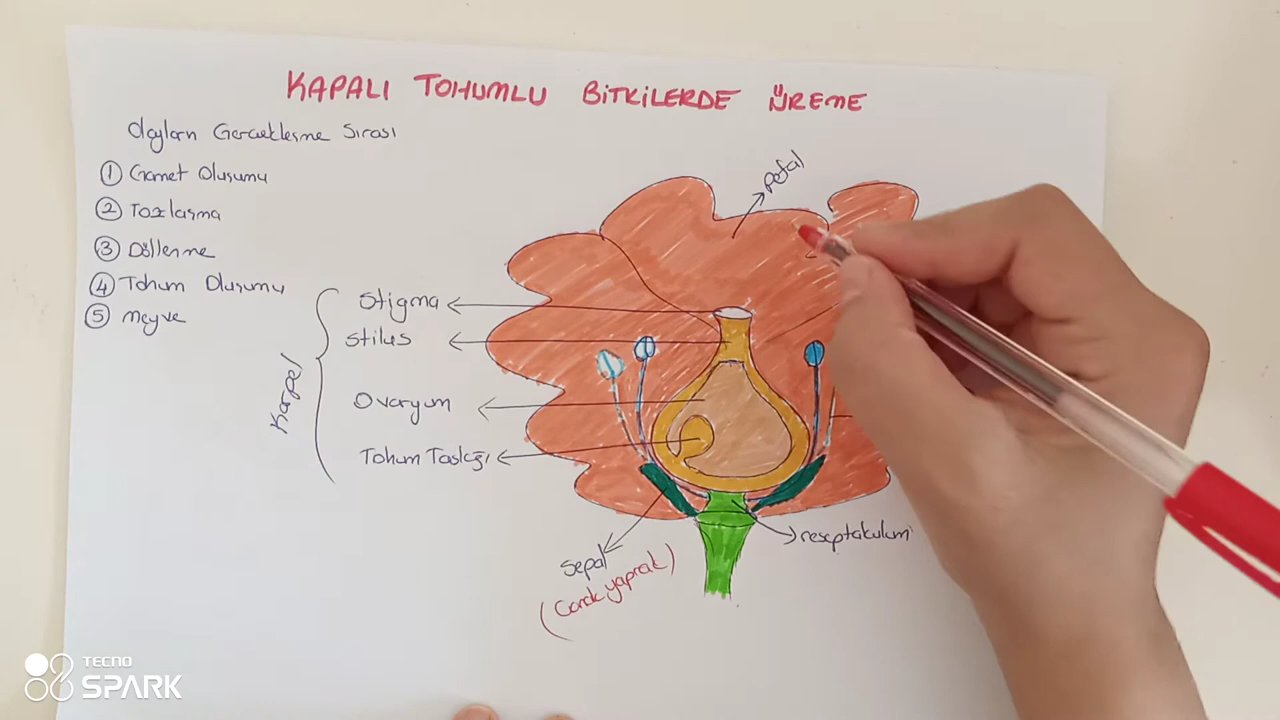 KAPALI TOHUMLU BİTKİLERDE ÜREME
Olayların Gerçekleşme Sırası
① Gamet Oluşumu
② Tozlaşma
③ Döllenme
④ Tohum Oluşumu
⑤ Meyve
Petal
Stigma
Stilus
Karpel
Ovaryum
Tohum Taslağı
reseptakulum
Sepal
(Çanak yaprak)
TECNO
SPARK